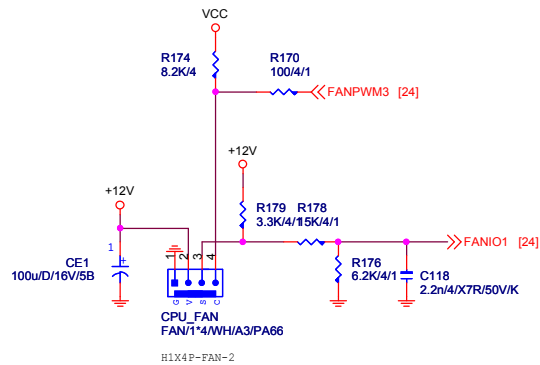 VCC
R174
8.2K/4
R170
100/4/1
FANPWM3 [24]
+12V
+12V
R179
3.3K/4/1
R178
15K/4/1
FANIO1 [24]
1
+
CE1
100u/D/16V/5B
1
2
3
4
R176
6.2K/4/1
C118
2.2n/4/X7R/50V/K
G
V
S
C
CPU_FAN
FAN/1*4/WH/A3/PA66
H1X4P-FAN-2